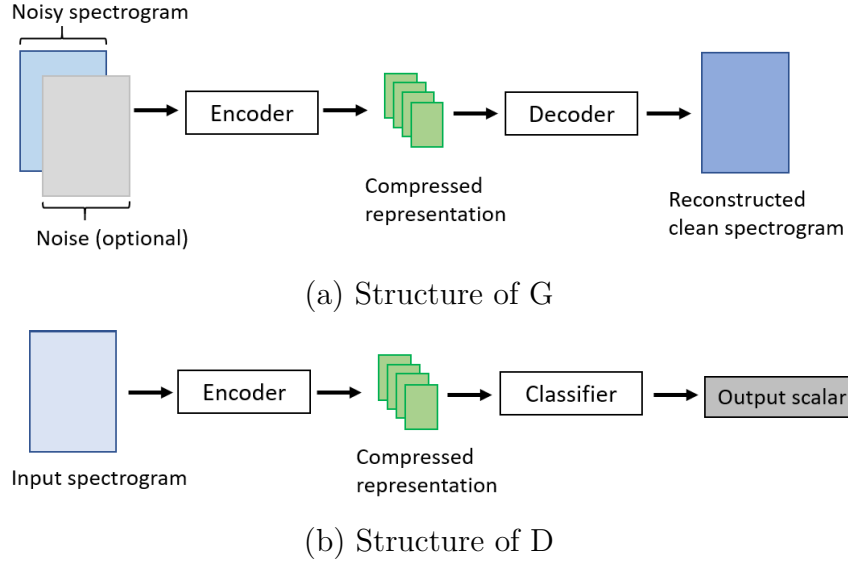 Noisy spectrogram
Encoder
Decoder
Compressed
representation
Reconstructed
clean spectrogram
Noise (optional)
(a) Structure of G
Encoder
Classifier
Output scalar
Input spectrogram
Compressed
representation
(b) Structure of D